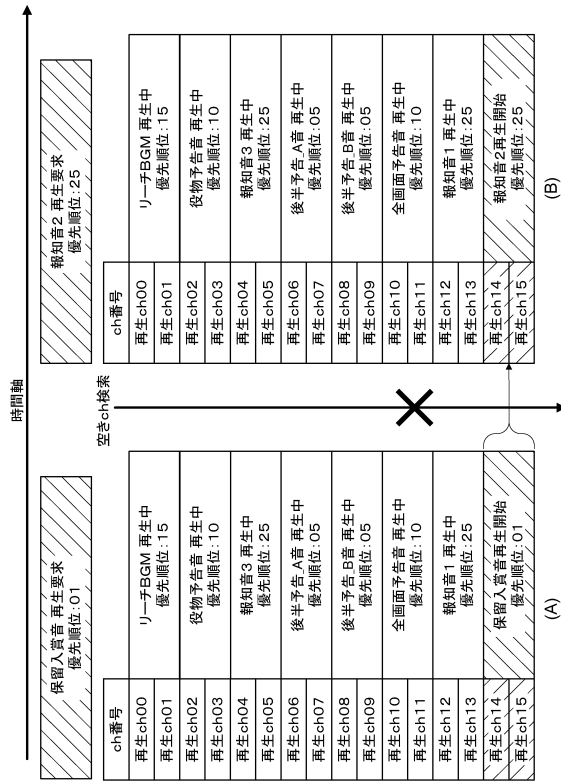 時間軸
保留入賞音 再生要求
優先順位:01
ch番号
再生ch00
再生ch01
リーチBGM 再生中
優先順位:15
再生ch02
再生ch03
役物予告音 再生中
優先順位:10
再生ch04
再生ch05
報知音3 再生中
優先順位:25
再生ch06
再生ch07
後半予告_A音 再生中
優先順位:05
再生ch08
再生ch09
後半予告_B音 再生中
優先順位:05
再生ch10
再生ch11
全画面予告音 再生中
優先順位:10
再生ch12
再生ch13
報知音1 再生中
優先順位:25
再生ch14
再生ch15
保留入賞音再生開始
優先順位:01
(A)
空きch検索
報知音2 再生要求
優先順位:25
ch番号
再生ch00
再生ch01
リーチBGM 再生中
優先順位:15
再生ch02
再生ch03
役物予告音 再生中
優先順位:10
再生ch04
再生ch05
報知音3 再生中
優先順位:25
再生ch06
再生ch07
後半予告_A音 再生中
優先順位:05
再生ch08
再生ch09
後半予告_B音 再生中
優先順位:05
再生ch10
再生ch11
全画面予告音 再生中
優先順位:10
再生ch12
再生ch13
報知音1 再生中
優先順位:25
再生ch14
再生ch15
報知音2再生開始
優先順位:25
(B)